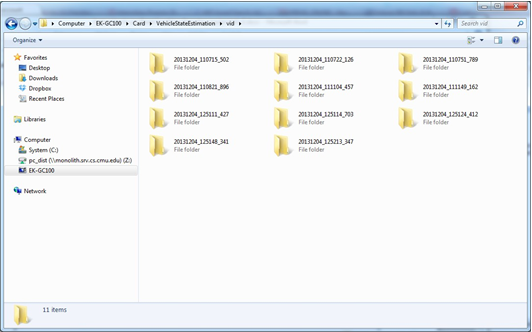 Computer ▸ EK-GC100 ▸ Card ▸ VehicleStateEstimation ▸ vid ▸
Search vid
Organize ▾
Favorites
Desktop
Downloads
Dropbox
Recent Places
Libraries
Computer
System (C:)
pc_dist (\\monolith.srv.cs.cmu.edu) (Z:)
EK-GC100
Network
20131204_110715_502
File folder
20131204_110722_126
File folder
20131204_110751_789
File folder
20131204_110821_896
File folder
20131204_111104_457
File folder
20131204_111149_162
File folder
20131204_125111_427
File folder
20131204_125114_703
File folder
20131204_125124_412
File folder
20131204_125148_341
File folder
20131204_125213_347
File folder
11 items